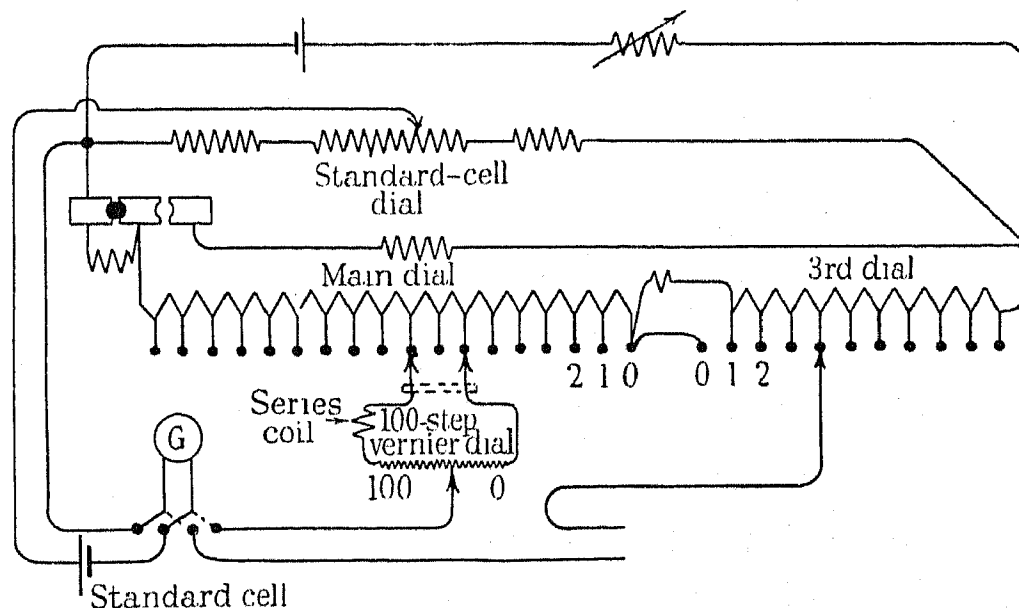 Standard-cell
dial
Main dial
3rd dial
2 1 0
0 1 2
Series
coil
100-step
vernier dial
100 0
G
Standard cell